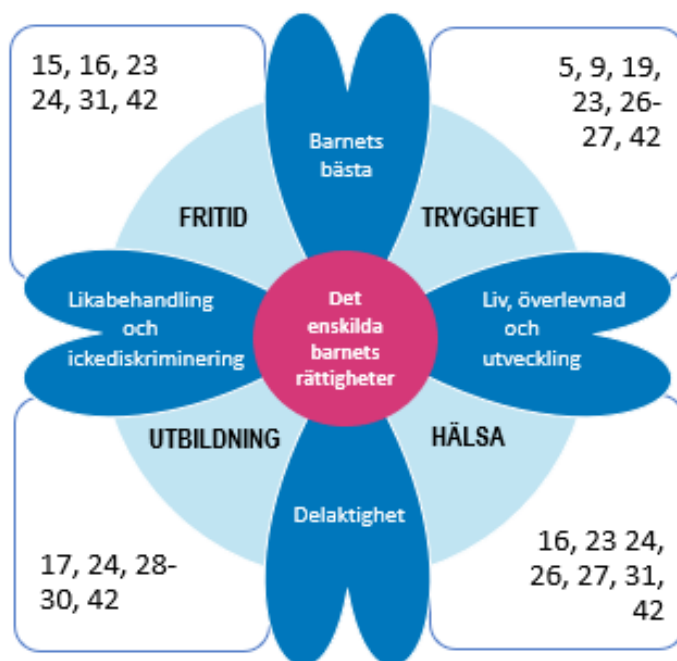 15, 16, 23
24, 31, 42
5, 9, 19,
23, 26-
27, 42
Barnets
bästa
FRITID
TRYGGHET
Likabehandling
och
ickediskriminering
Det
enskilda
barnets
rättigheter
Liv, överlevnad
och
utveckling
UTBILDNING
HÄLSA
Delaktighet
17, 24, 28-
30, 42
16, 23 24,
26, 27, 31,
42